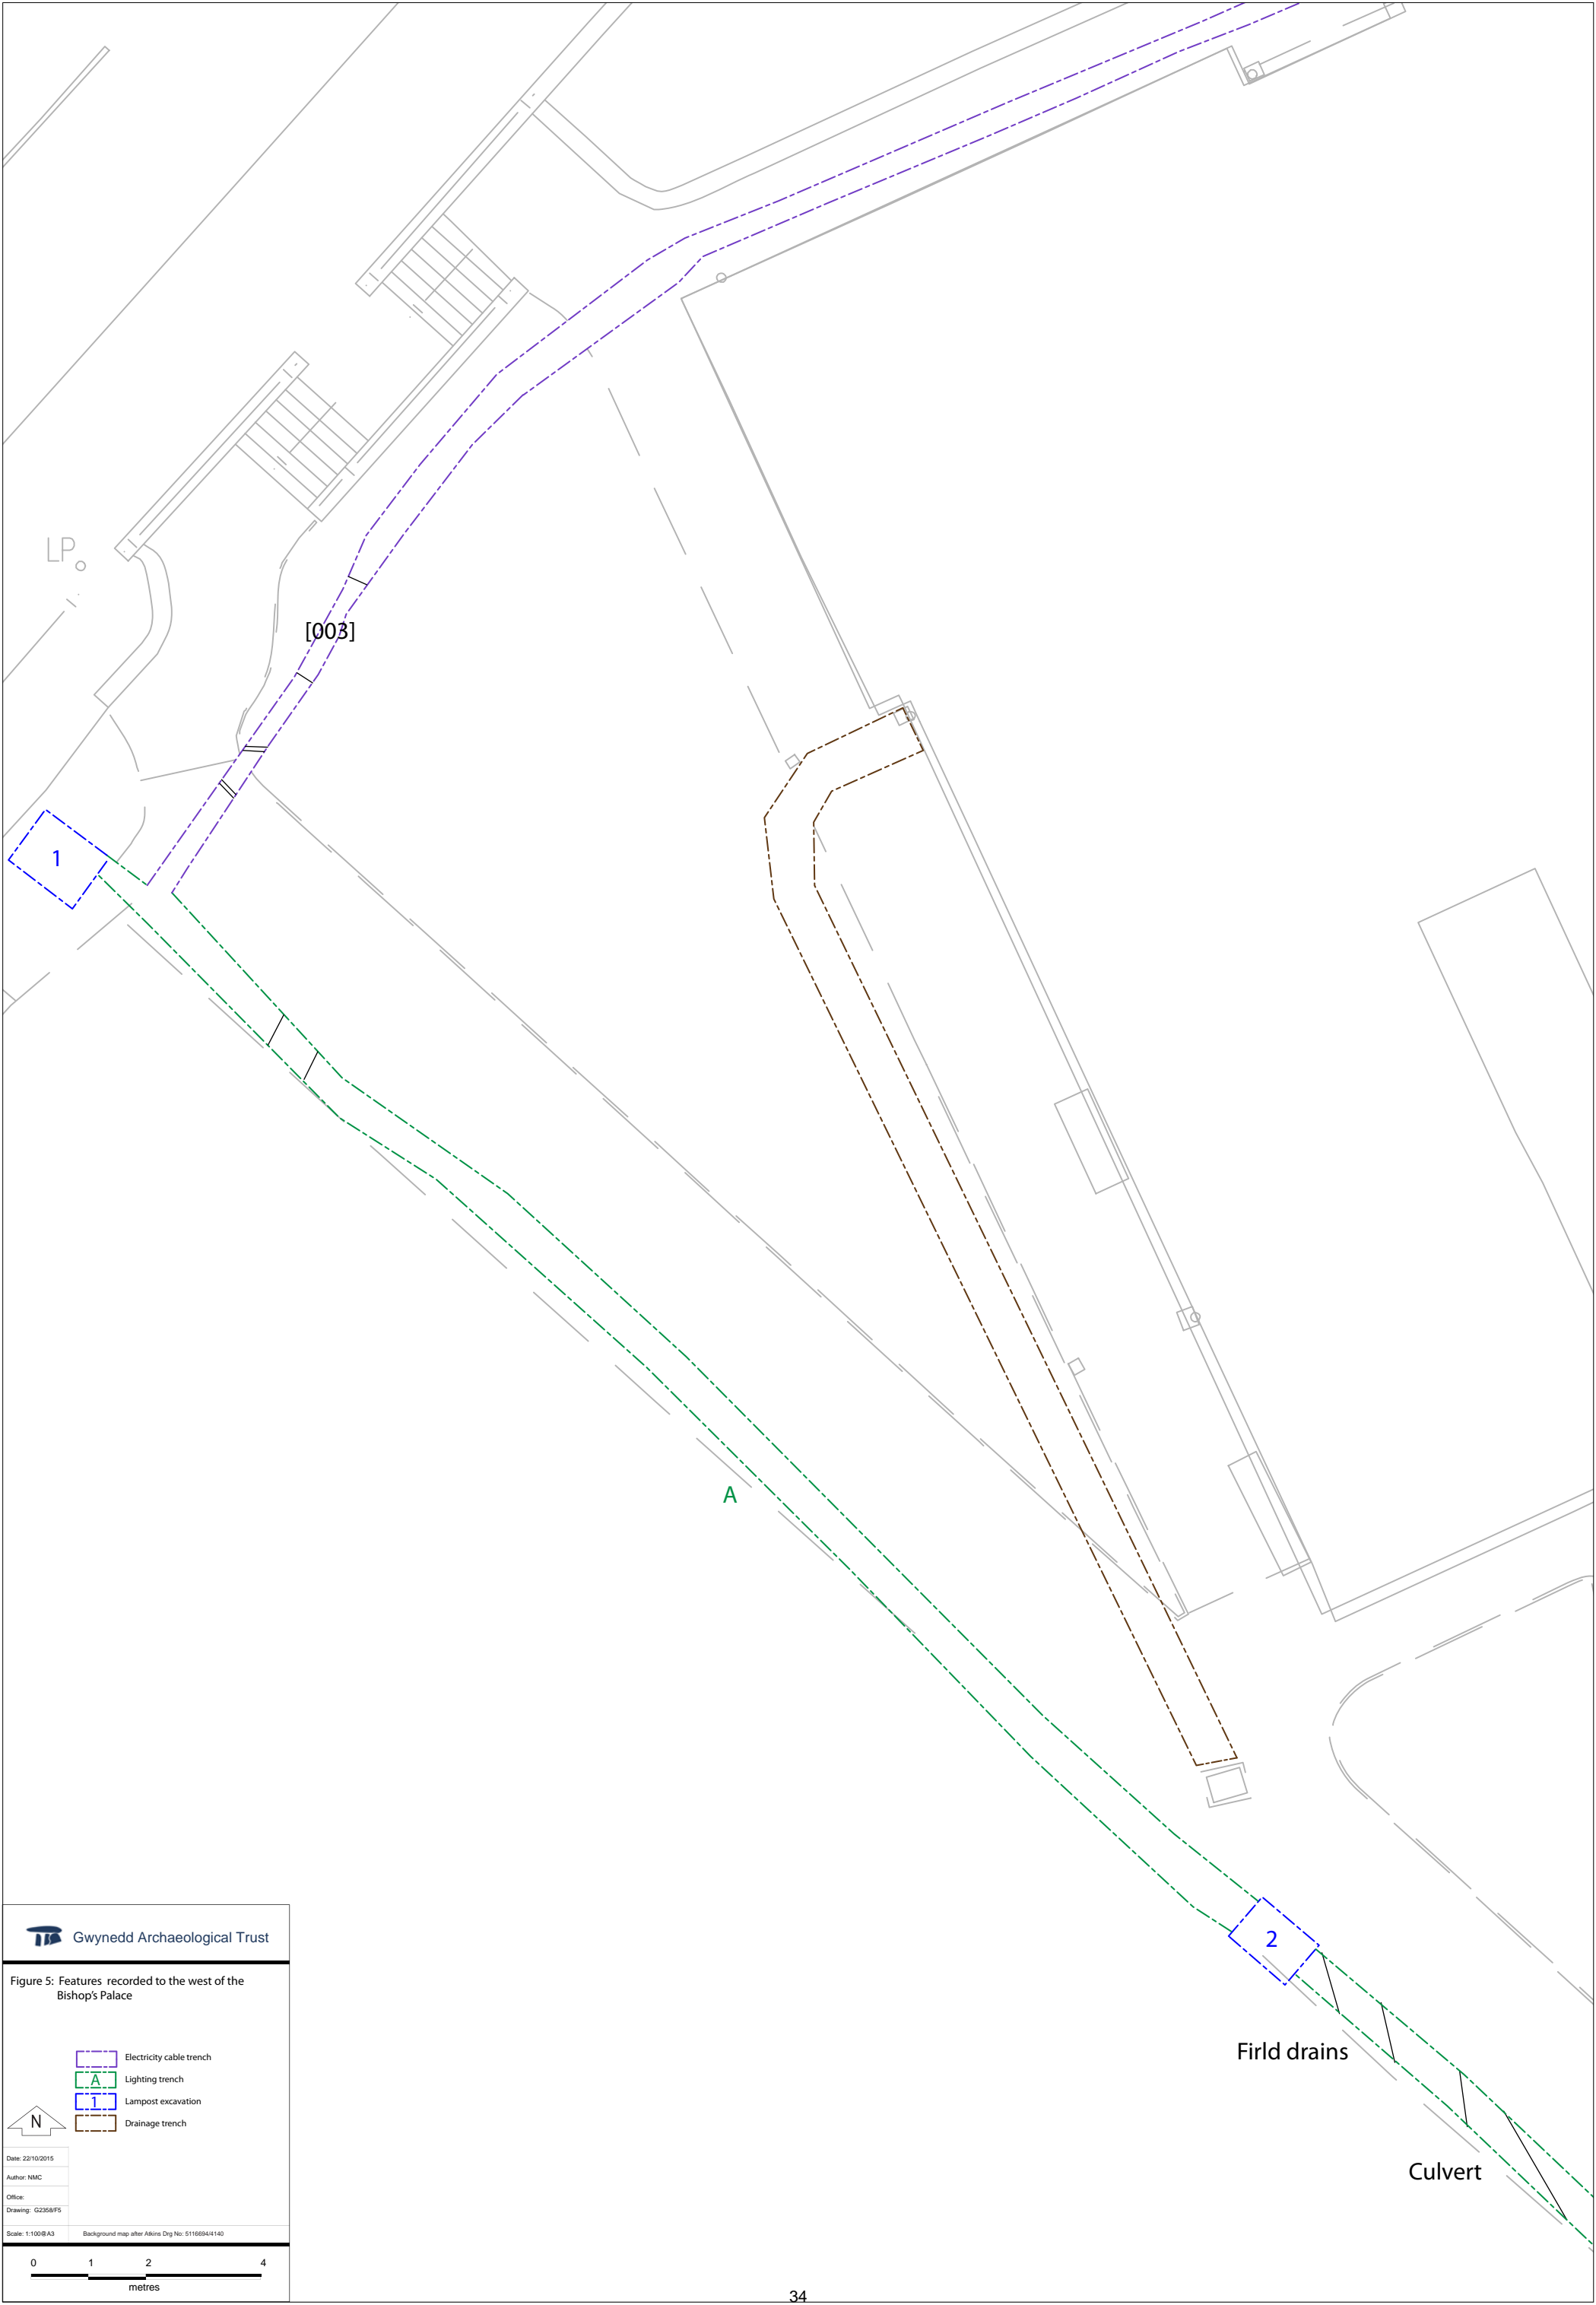 LP
[003]
1
A
2
Firld drains
Culvert
Gwynedd Archaeological Trust
Figure 5: Features recorded to the west of the
Bishop's Palace
Electricity cable trench
A Lighting trench
1 Lampost excavation
Drainage trench
N
Date: 22/10/2015
Author: NMC
Office:
Drawing: G2358/F5
Scale: 1:100@A3 Background map after Atkins Drg No: 5116694/4140
0 1 2 4
metres
34